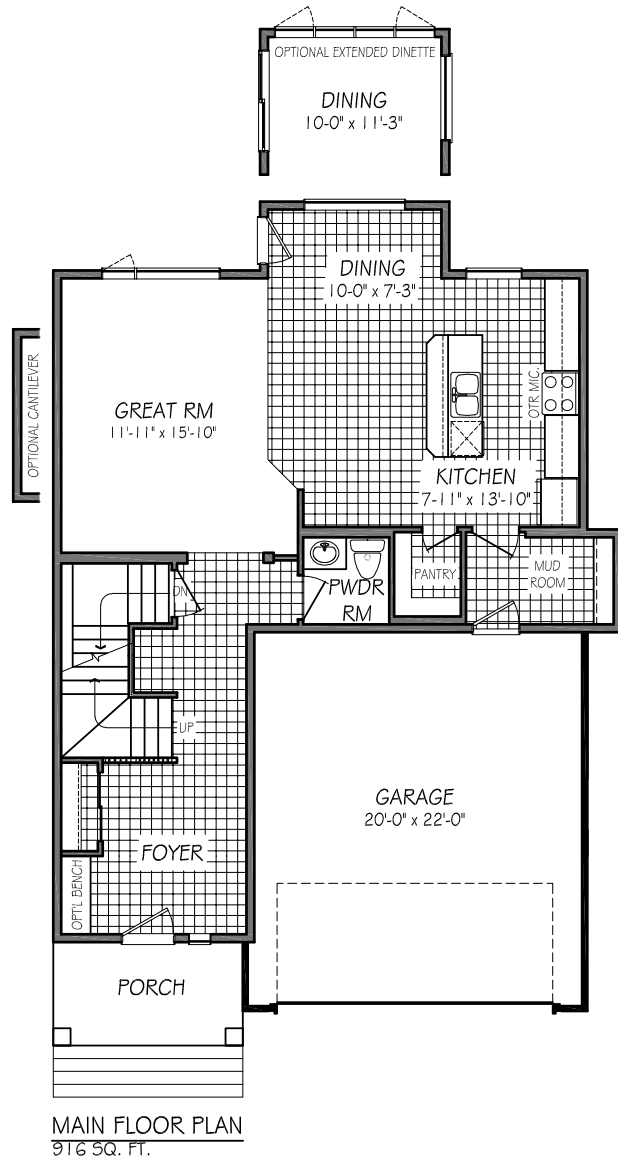 OPTIONAL EXTENDED DINETTE
DINING
10-0" x 11'-3"
DINING
10-0" x 7'-3"
OPTIONAL CANTILEVER
GREAT RM
11'-11" x 15'-10"
OTR MIC.
KITCHEN
7-11" x 13'-10"
PANTRY
MUD
ROOM
PWDR
RM
DN
UP
GARAGE
20'-0" x 22'-0"
FOYER
OPT'L BENCH
PORCH
MAIN FLOOR PLAN
916 SQ. FT.